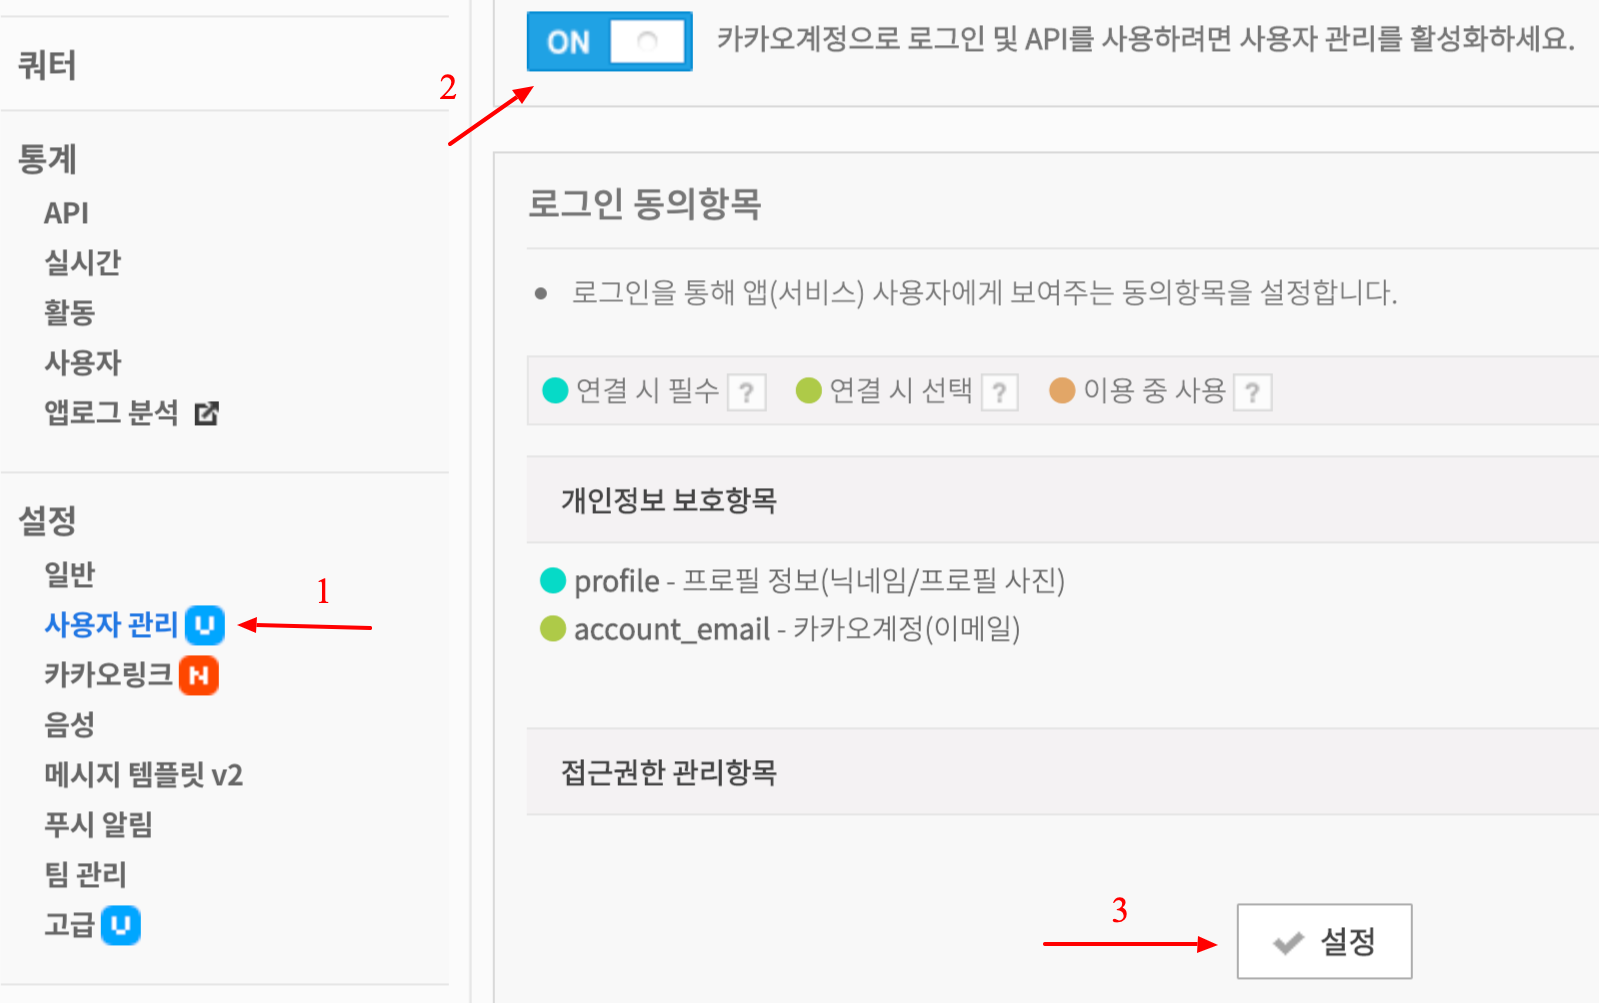 쿼터
통계
API
실시간
활동
사용자
앱로그 분석
설정
일반
사용자 관리 U
1
카카오링크 N
음성
메시지 템플릿 v2
푸시 알림
팀 관리
고급 U
ON
카카오계정으로 로그인 및 API를 사용하려면 사용자 관리를 활성화하세요.
2
로그인 동의항목
로그인을 통해 앱(서비스) 사용자에게 보여주는 동의항목을 설정합니다.
연결 시 필수 ? 연결 시 선택 ? 이용 중 사용 ?
개인정보 보호항목
profile - 프로필 정보(닉네임/프로필 사진)
account_email - 카카오계정(이메일)
접근권한 관리항목
3
설정